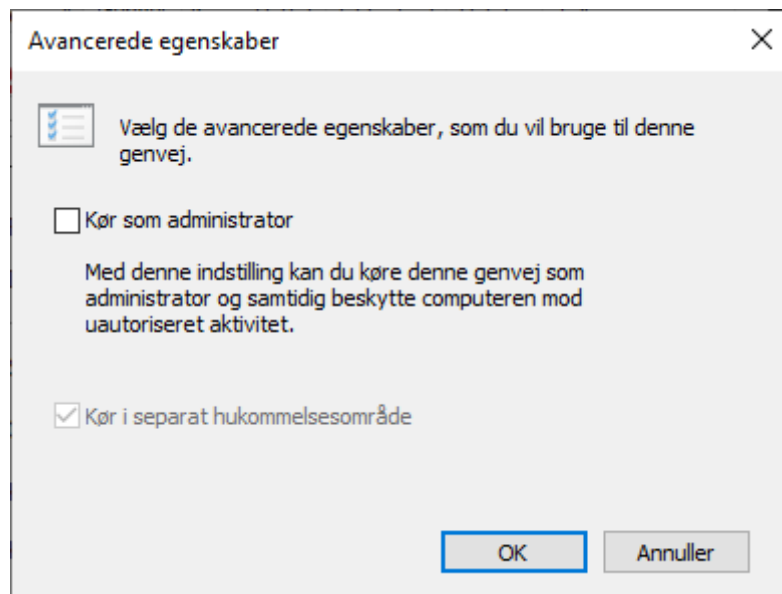 Avancerede egenskaber
Vælg de avancerede egenskaber, som du vil bruge til denne
genvej.
Kør som administrator
Med denne indstilling kan du køre denne genvej som
administrator og samtidig beskytte computeren mod
uautoriseret aktivitet.
Kør i separat hukommelsesområde
OK
Annuller